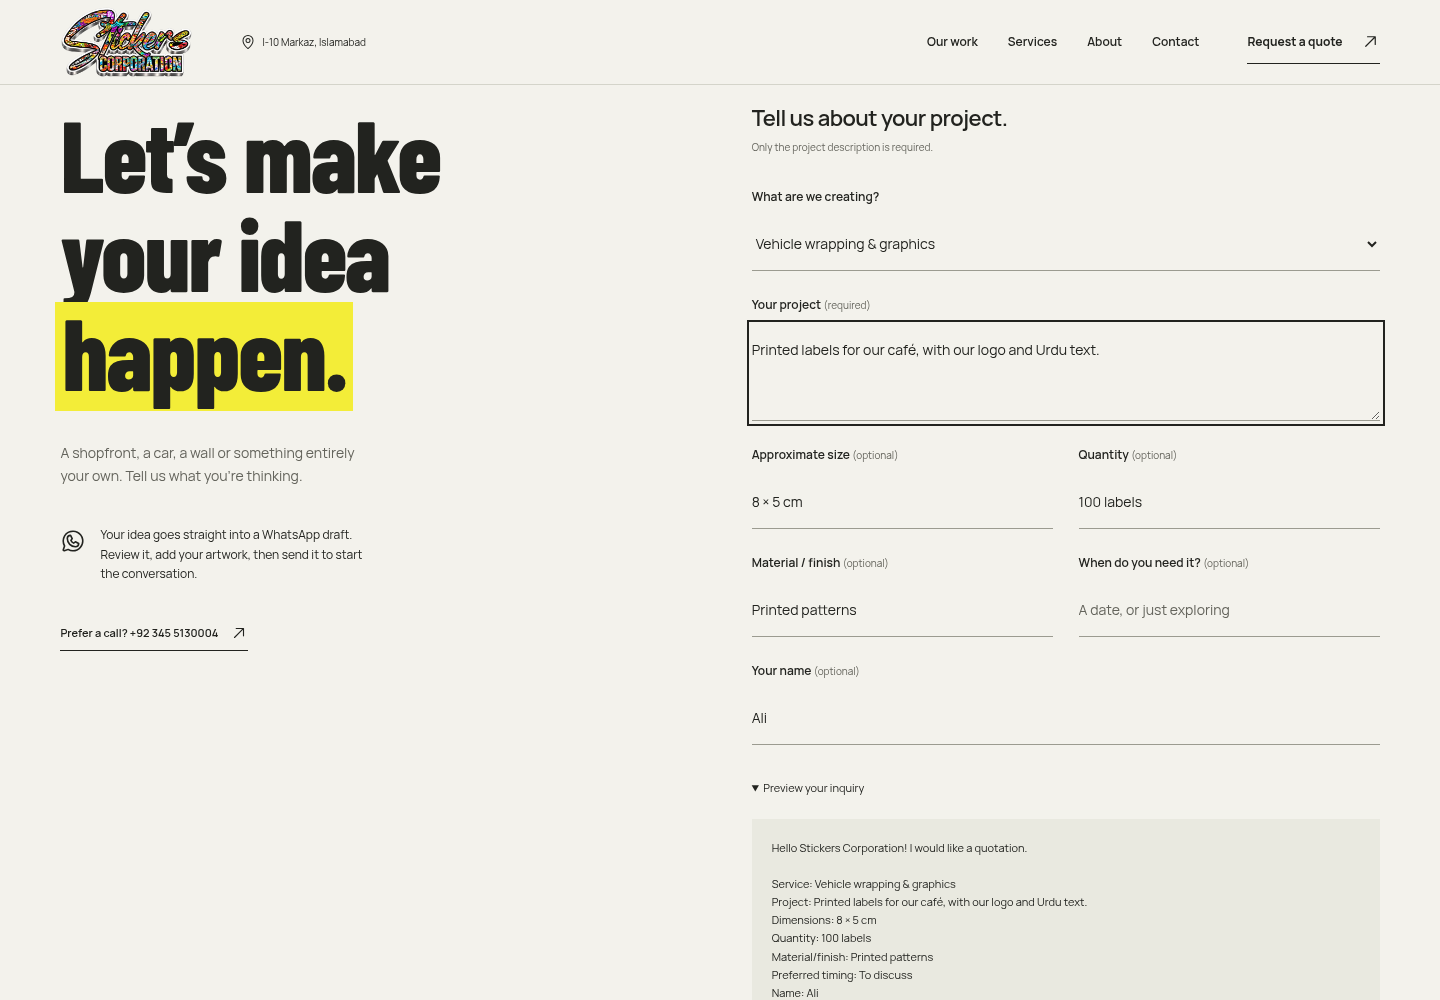 Stickers
CORPORATION
I-10 Markaz, Islamabad
Our work
Services
About
Contact
Request a quote
Let’s make
your idea
happen.
A shopfront, a car, a wall or something entirely
your own. Tell us what you’re thinking.
Your idea goes straight into a WhatsApp draft.
Review it, add your artwork, then send it to start
the conversation.
Prefer a call? +92 345 5130004
Tell us about your project.
Only the project description is required.
What are we creating?
Vehicle wrapping & graphics
Your project (required)
Printed labels for our café, with our logo and Urdu text.
Approximate size (optional)
8 × 5 cm
Quantity (optional)
100 labels
Material / finish (optional)
Printed patterns
When do you need it? (optional)
A date, or just exploring
Your name (optional)
Ali
Preview your inquiry
Hello Stickers Corporation! I would like a quotation.
Service: Vehicle wrapping & graphics
Project: Printed labels for our café, with our logo and Urdu text.
Dimensions: 8 × 5 cm
Quantity: 100 labels
Material/finish: Printed patterns
Preferred timing: To discuss
Name: Ali